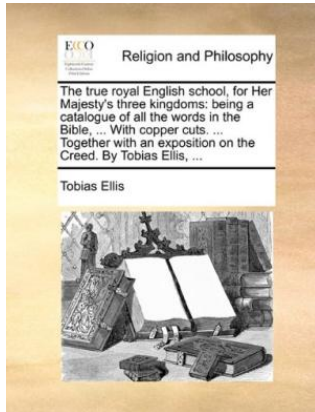 ECCO
Religion and Philosophy
The true royal English school, for Her
Majesty's three kingdoms: being a
catalogue of all the words in the
Bible, ... With copper cuts. ...
Together with an exposition on the
Creed. By Tobias Ellis, ...
Tobias Ellis